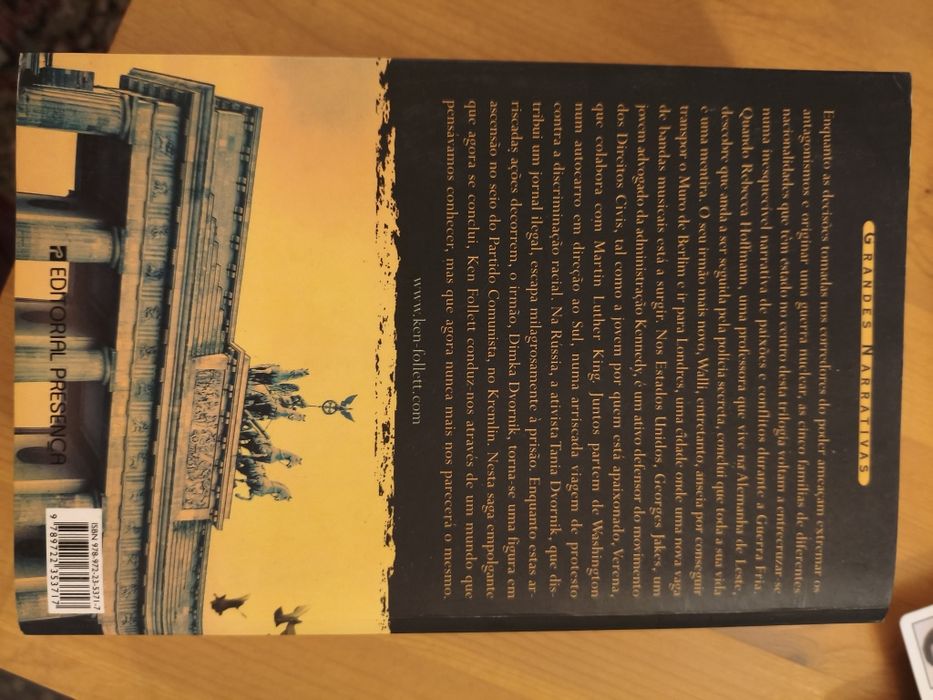 GRANDES NARRATIVAS
Enquanto as decisões tomadas nos corredores do poder ameaçam extremar os
antagonismos e originar uma guerra nuclear, as cinco famílias de diferentes
nacionalidades que têm estado no centro desta trilogia voltam a entrecruzar-se
numa inesquecível narrativa de paixões e conflitos durante a Guerra Fria.
Quando Rebecca Hoffmann, uma professora que vive na Alemanha de Leste,
descobre que anda a ser seguida pela polícia secreta, conclui que toda a sua vida
é uma mentira. O seu irmão mais novo, Walli, entretanto, anseia por conseguir
transpor o Muro de Berlim e ir para Londres, uma cidade onde uma nova vaga
de bandas musicais está a surgir. Nos Estados Unidos, Georges Jakes, um
jovem advogado da administração Kennedy, é um ativo defensor do movimento
dos Direitos Civis, tal como a jovem por quem está apaixonado, Verena,
que colabora com Martin Luther King. Juntos partem de Washington
num autocarro em direção ao Sul, numa arriscada viagem de protesto
contra a discriminação racial. Na Rússia, a ativista Tania Dvornik, que dis-
tribui um jornal ilegal, escapa milagrosamente à prisão. Enquanto estas ar-
riscadas ações decorrem, o irmão, Dimka Dvornik, torna-se uma figura em
ascensão no seio do Partido Comunista, no Kremlin. Nesta saga empolgante
que agora se conclui, Ken Follett conduz-nos através de um mundo que
pensávamos conhecer, mas que agora nunca mais nos parecerá o mesmo.
www.ken-follett.com
EDITORIAL PRESENÇA
ISBN 978-972-23-5371-7
9 789722 353717